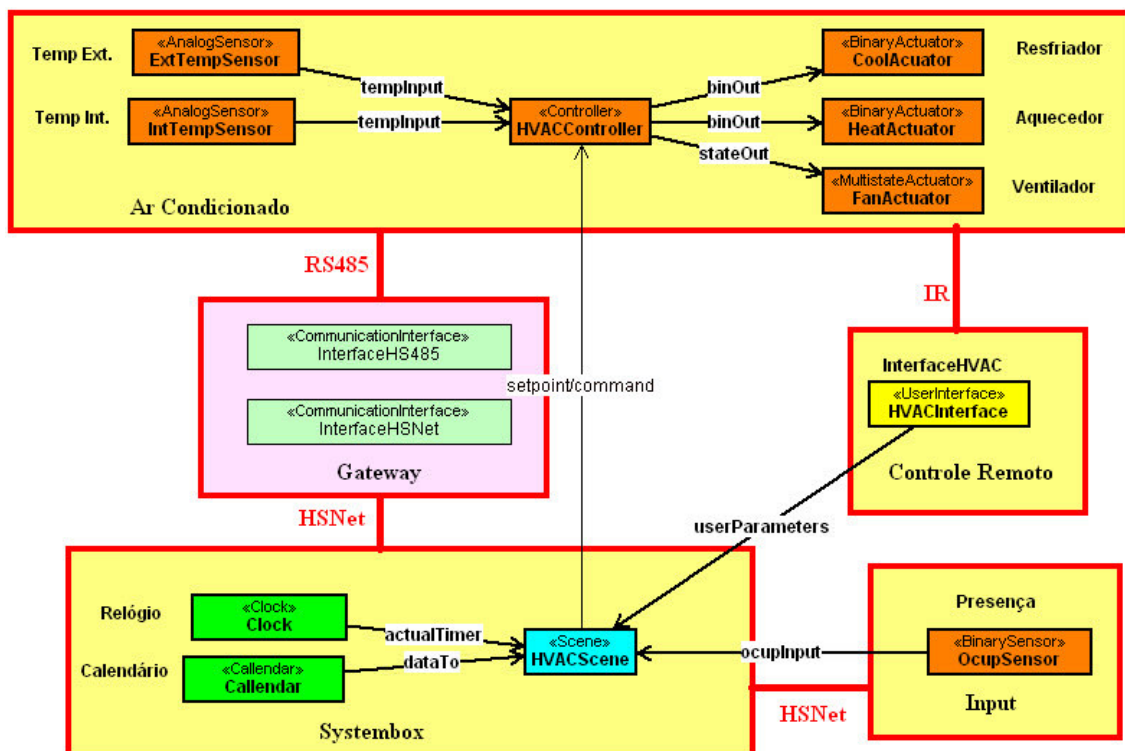 Temp Ext.
«AnalogSensor»
ExtTempSensor
tempInput
Temp Int.
«AnalogSensor»
IntTempSensor
tempInput
«Controller»
HVACController
binOut
binOut
stateOut
«BinaryActuator»
CoolAcuator
Resfriador
«BinaryActuator»
HeatActuator
Aquecedor
«MultistateActuator»
FanActuator
Ventilador
Ar Condicionado
RS485
IR
«CommunicationInterface»
InterfaceHS485
«CommunicationInterface»
InterfaceHSNet
Gateway
setpoint/command
InterfaceHVAC
«UserInterface»
HVACInterface
Controle Remoto
HSNet
userParameters
Relógio
«Clock»
Clock
actualTimer
Calendário
«Callendar»
Callendar
dataTo
«Scene»
HVACScene
ocupInput
Presença
«BinarySensor»
OcupSensor
Input
Systembox
HSNet